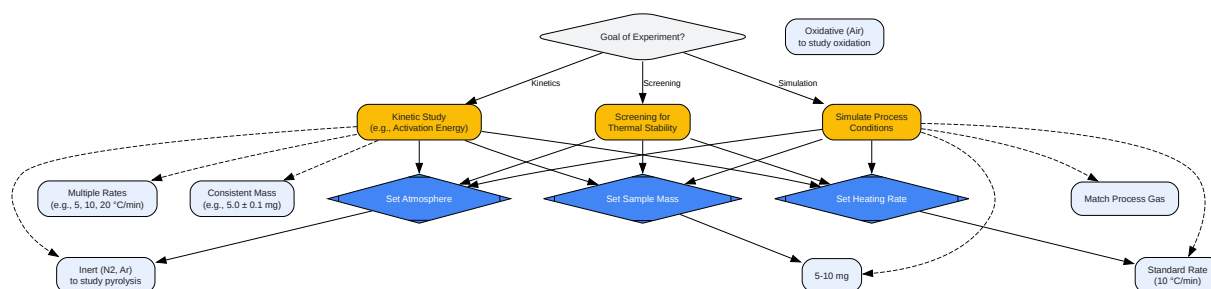 Goal of Experiment?
Oxidative (Air)
to study oxidation
Kinetics
Screening
Simulation
Kinetic Study
(e.g., Activation Energy)
Screening for
Thermal Stability
Simulate Process
Conditions
Multiple Rates
(e.g., 5, 10, 20 °C/min)
Consistent Mass
(e.g., 5.0 ± 0.1 mg)
Set Atmosphere
Set Sample Mass
Set Heating Rate
Match Process Gas
Inert (N2, Ar)
to study pyrolysis
5-10 mg
Standard Rate
(10 °C/min)